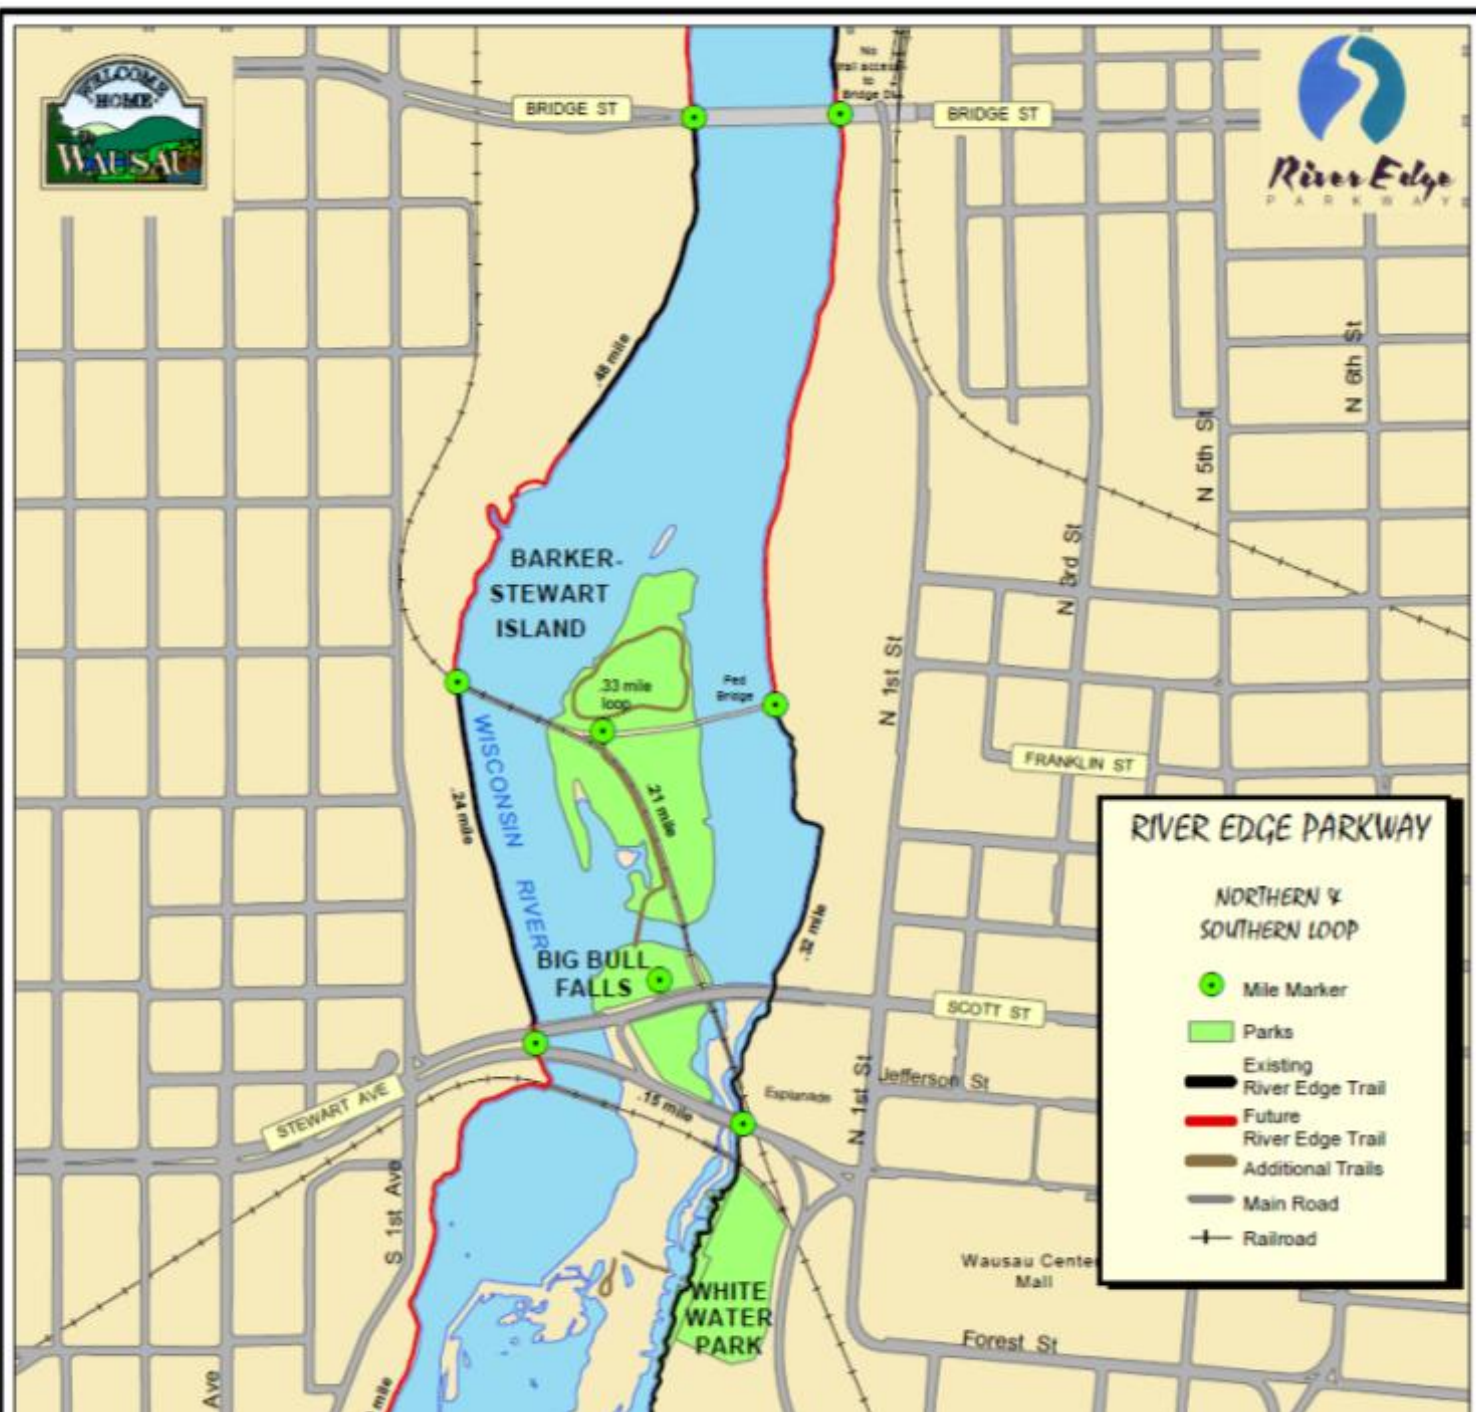 WELCOME
HOME
WAUSAU
No
trail access
to
BRIDGE ST
BRIDGE ST
River Edge
PARKWAY
.48 mile
N 6th St
N 5th St
N 3rd St
BARKER-
STEWART
ISLAND
.33 mile
loop
Ped
Bridge
N 1st St
WISCONSIN RIVER
.24 mile
.21 mile
FRANKLIN ST
.32 mile
BIG BULL
FALLS
SCOTT ST
STEWART AVE
.15 mile
Esplanade
Jefferson St
N 1st St
S 1st Ave
Wausau Center
Mall
WHITE
WATER
PARK
Forest St
Ave
mile
RIVER EDGE PARKWAY
NORTHERN &
SOUTHERN LOOP
Mile Marker
Parks
Existing
River Edge Trail
Future
River Edge Trail
Additional Trails
Main Road
Railroad